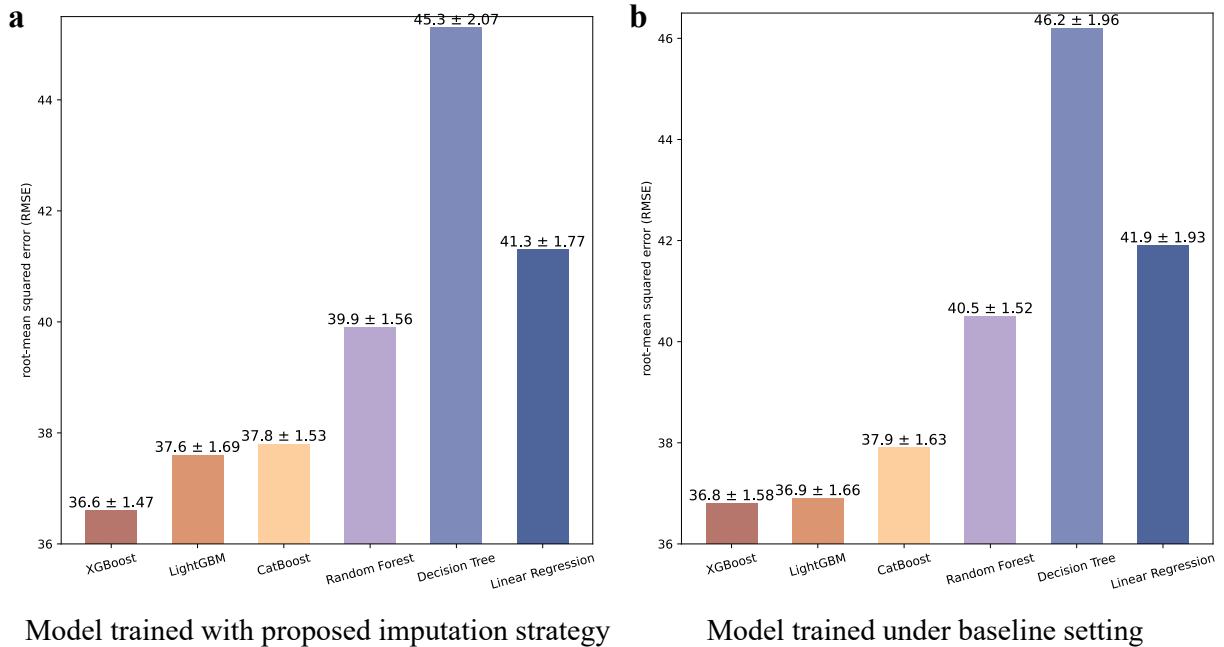 a
45.3 ± 2.07
44
42
40
38
36
root-mean squared error (RMSE)
41.3 ± 1.77
39.9 ± 1.56
37.6 ± 1.69
37.8 ± 1.53
36.6 ± 1.47
XGBoost
LightGBM
CatBoost
Random Forest
Decision Tree
Linear Regression
Model trained with proposed imputation strategy
b
46.2 ± 1.96
46
44
42
40
38
36
root-mean squared error (RMSE)
41.9 ± 1.93
40.5 ± 1.52
37.9 ± 1.63
36.8 ± 1.58
36.9 ± 1.66
XGBoost
LightGBM
CatBoost
Random Forest
Decision Tree
Linear Regression
Model trained under baseline setting